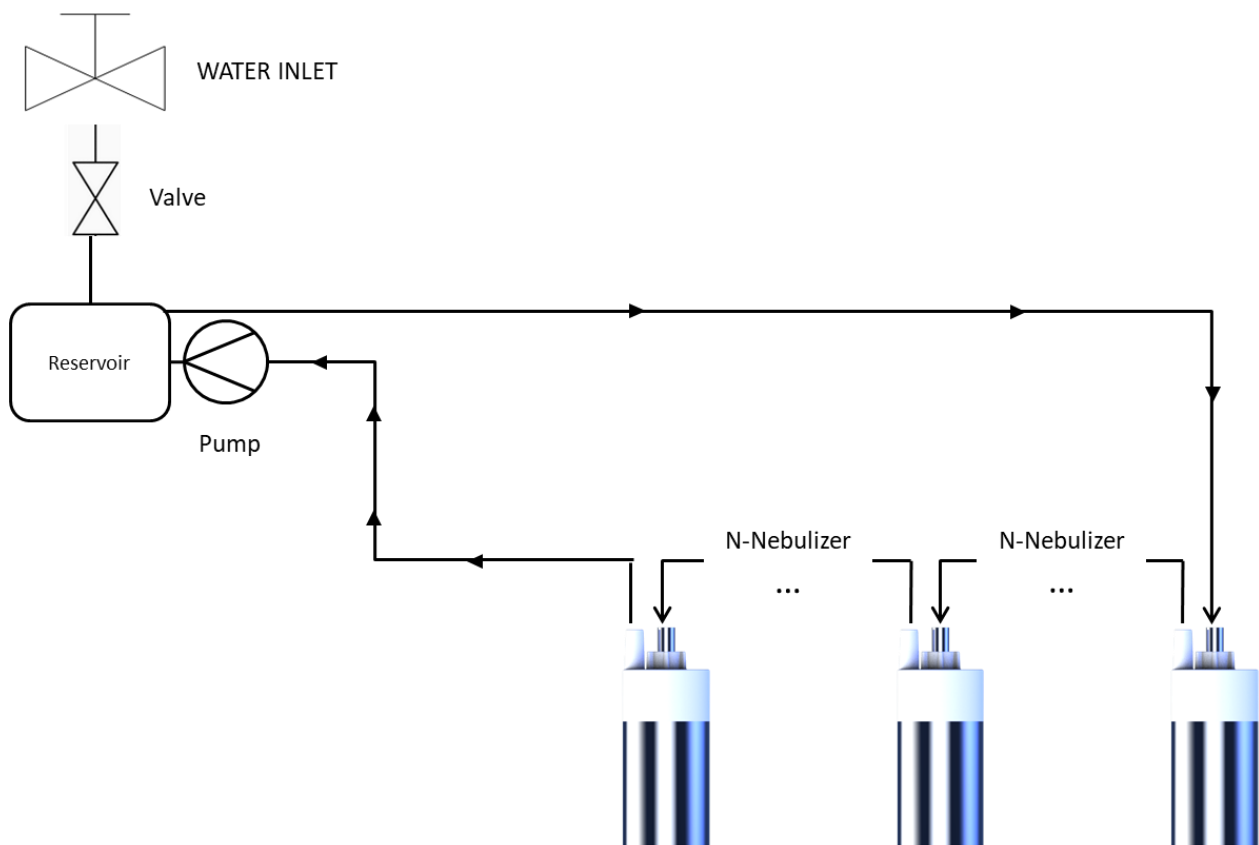 WATER INLET
Valve
Reservoir
Pump
N-Nebulizer
...
N-Nebulizer
...